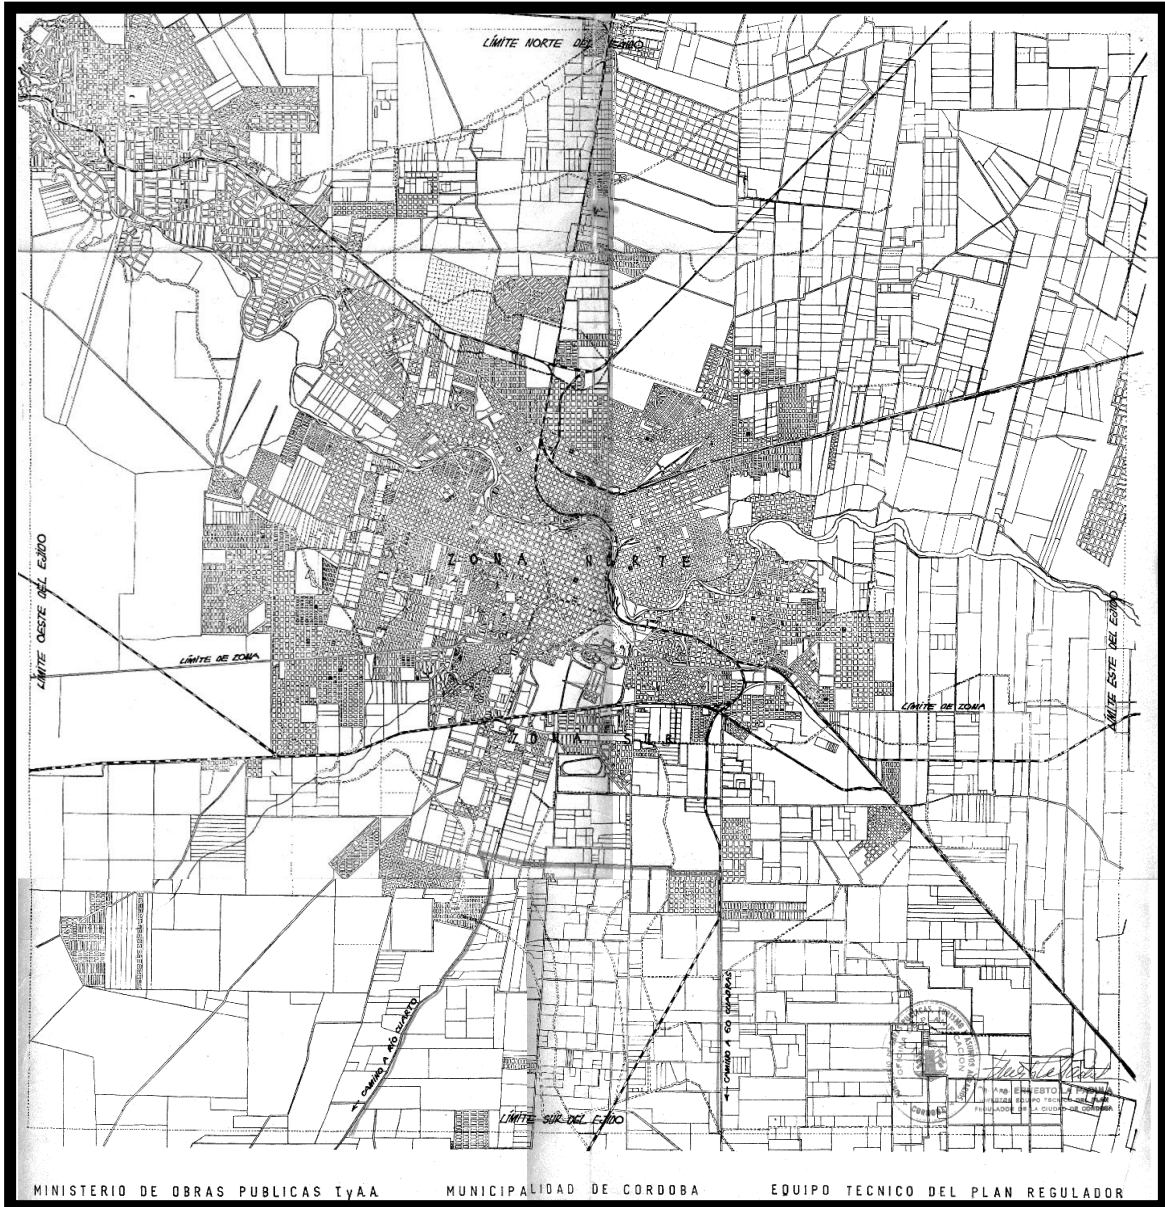 LÍMITE NORTE DEL EJIDO
ZONA NORTE
LÍMITE OESTE DEL EJIDO
LÍMITE ESTE DEL EJIDO
LÍMITE DE ZONA
LÍMITE DE ZONA
ZONA SUR
CAMINO A RÍO CUARTO
CAMINO A 60 CUADRAS
CORDOBA
Arq. ERNESTO LA PADULA
EQUIPO TECNICO DEL PLAN
REGULADOR DE LA CIUDAD DE CORDOBA
LÍMITE SUR DEL EJIDO
MINISTERIO DE OBRAS PUBLICAS T y A.A.
MUNICIPALIDAD DE CORDOBA
EQUIPO TECNICO DEL PLAN REGULADOR